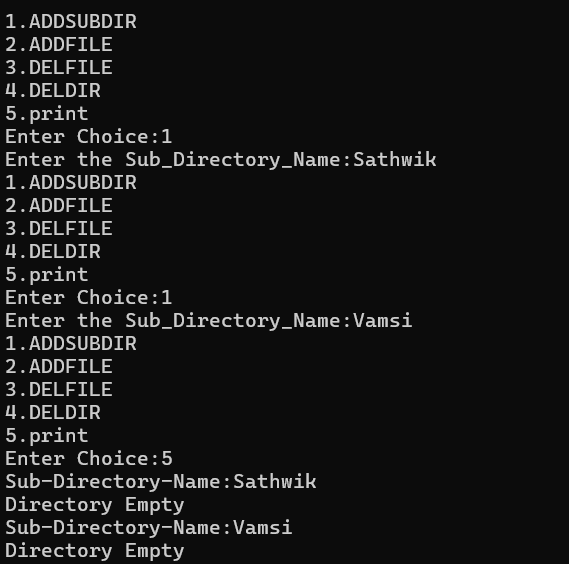 1.ADDSUBDIR
2.ADDFILE
3.DELFILE
4.DELDIR
5.print
Enter Choice:1
Enter the Sub_Directory_Name:Sathwik
1.ADDSUBDIR
2.ADDFILE
3.DELFILE
4.DELDIR
5.print
Enter Choice:1
Enter the Sub_Directory_Name:Vamsi
1.ADDSUBDIR
2.ADDFILE
3.DELFILE
4.DELDIR
5.print
Enter Choice:5
Sub-Directory-Name:Sathwik
Directory Empty
Sub-Directory-Name:Vamsi
Directory Empty